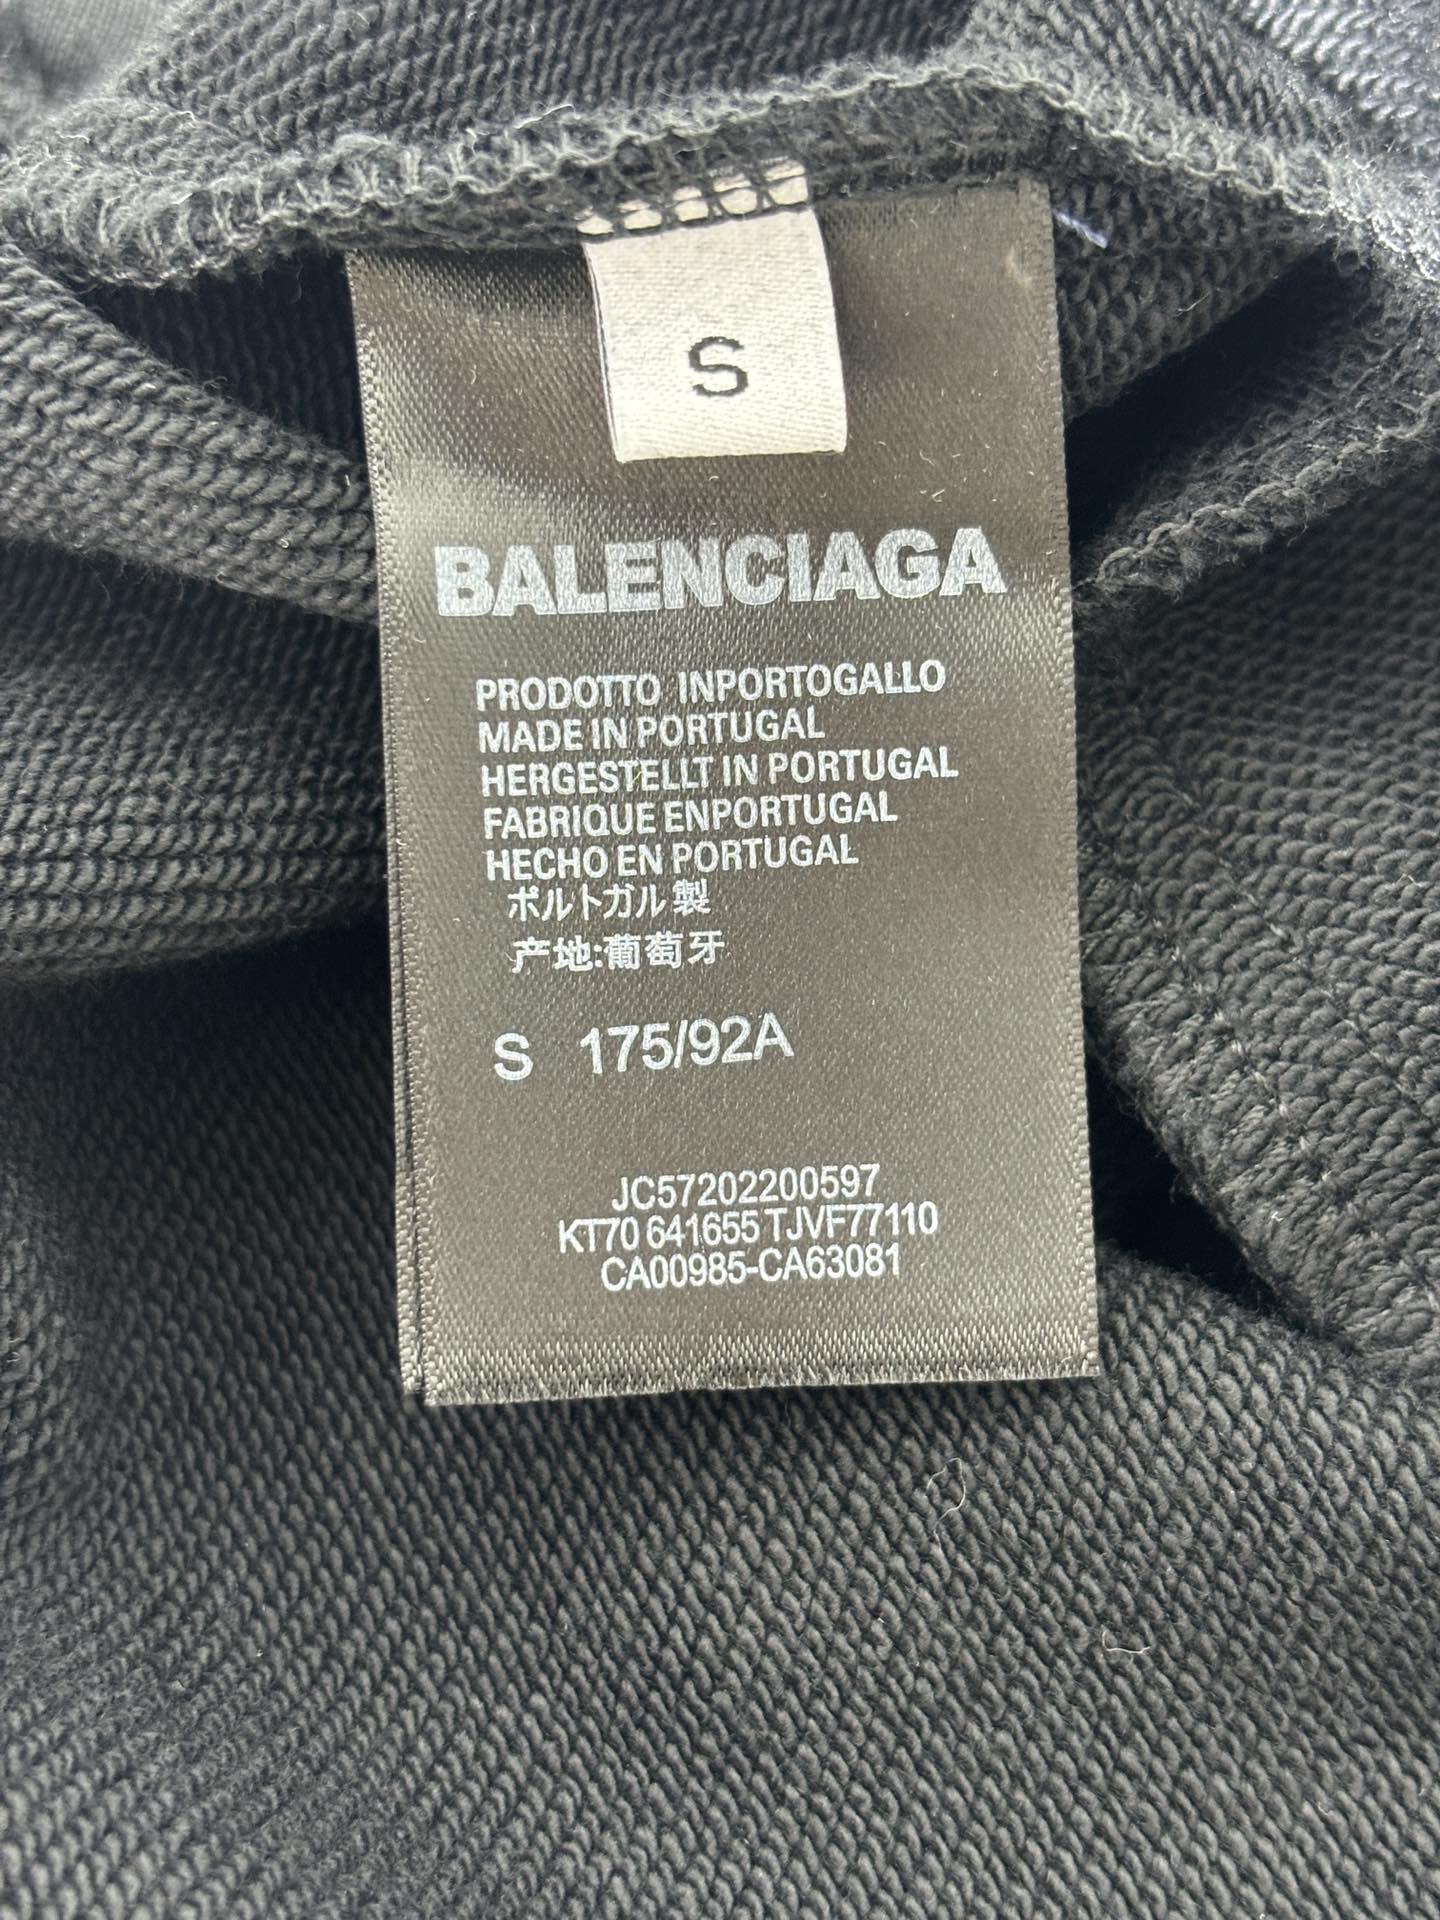 S
BALENCIAGA
PRODOTTO INPORTOGALLO
MADE IN PORTUGAL
HERGESTELLT IN PORTUGAL
FABRIQUE ENPORTUGAL
HECHO EN PORTUGAL
ポルトガル製
产地:葡萄牙
S 175/92A
JC57202200597
KT70 641655 TJVF77110
CA00985-CA63081